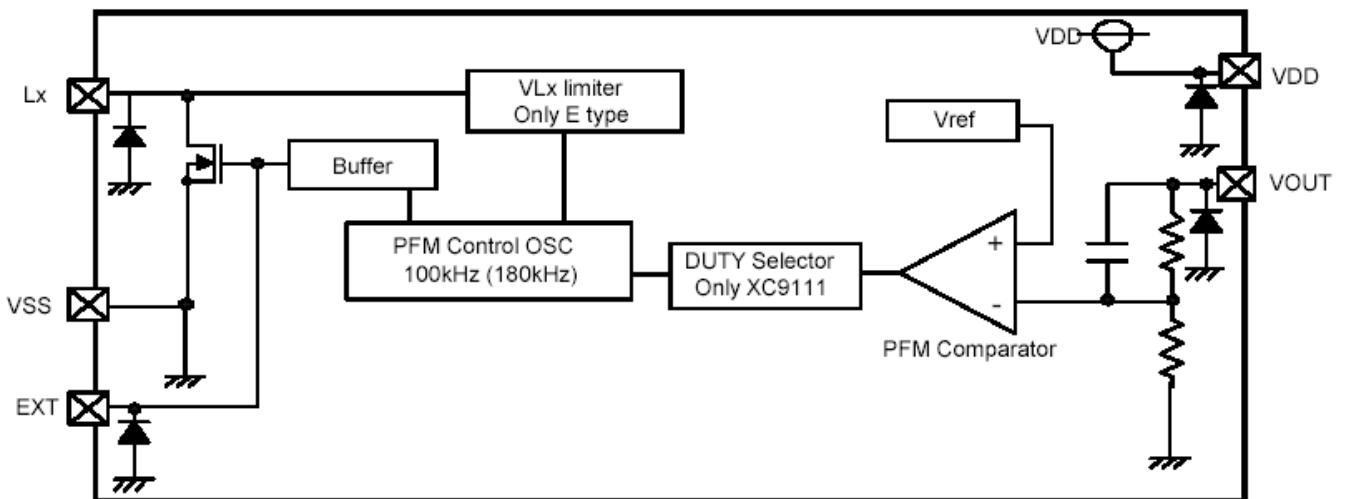 VDD
Lx
VLx limiter
Only E type
VDD
Vref
Buffer
VOUT
PFM Control OSC
100kHz (180kHz)
DUTY Selector
Only XC9111
+
-
VSS
PFM Comparator
EXT